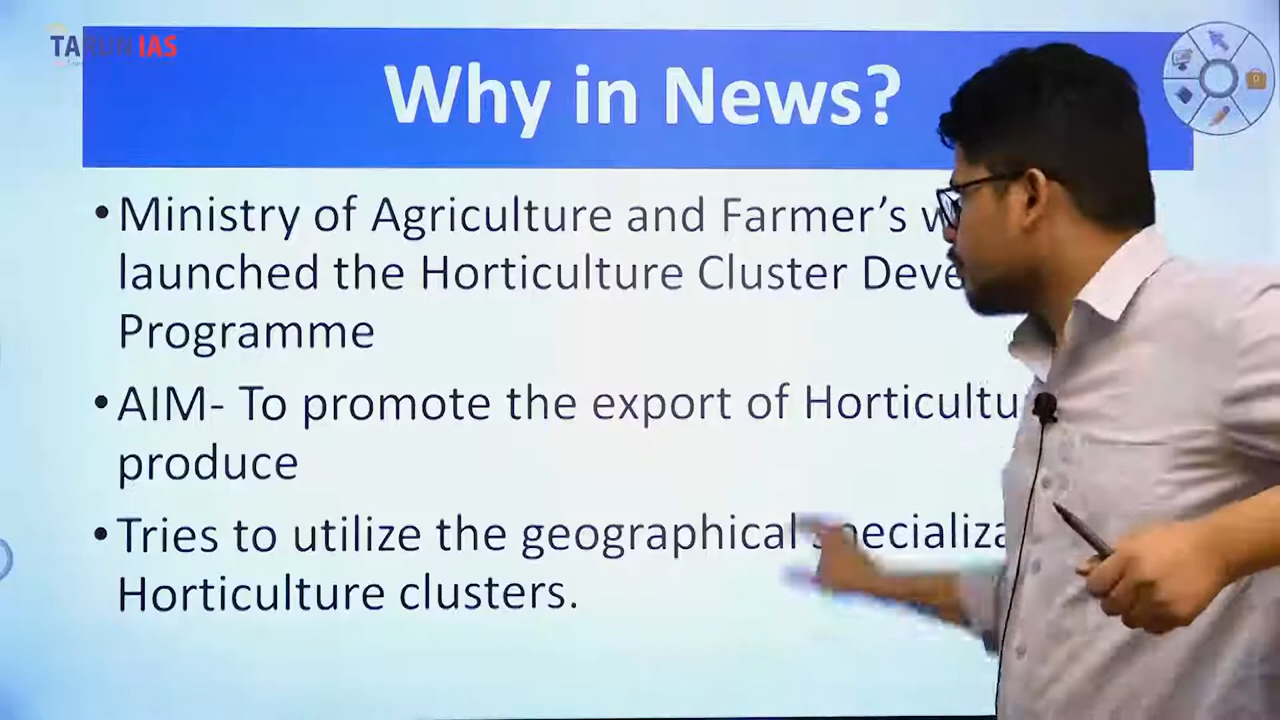 TARUN IAS
Why in News?
•Ministry of Agriculture and Farmer's
launched the Horticulture Cluster
Programme
•AIM- To promote the export of
produce
•Tries to utilize the geographical
Horticulture clusters.